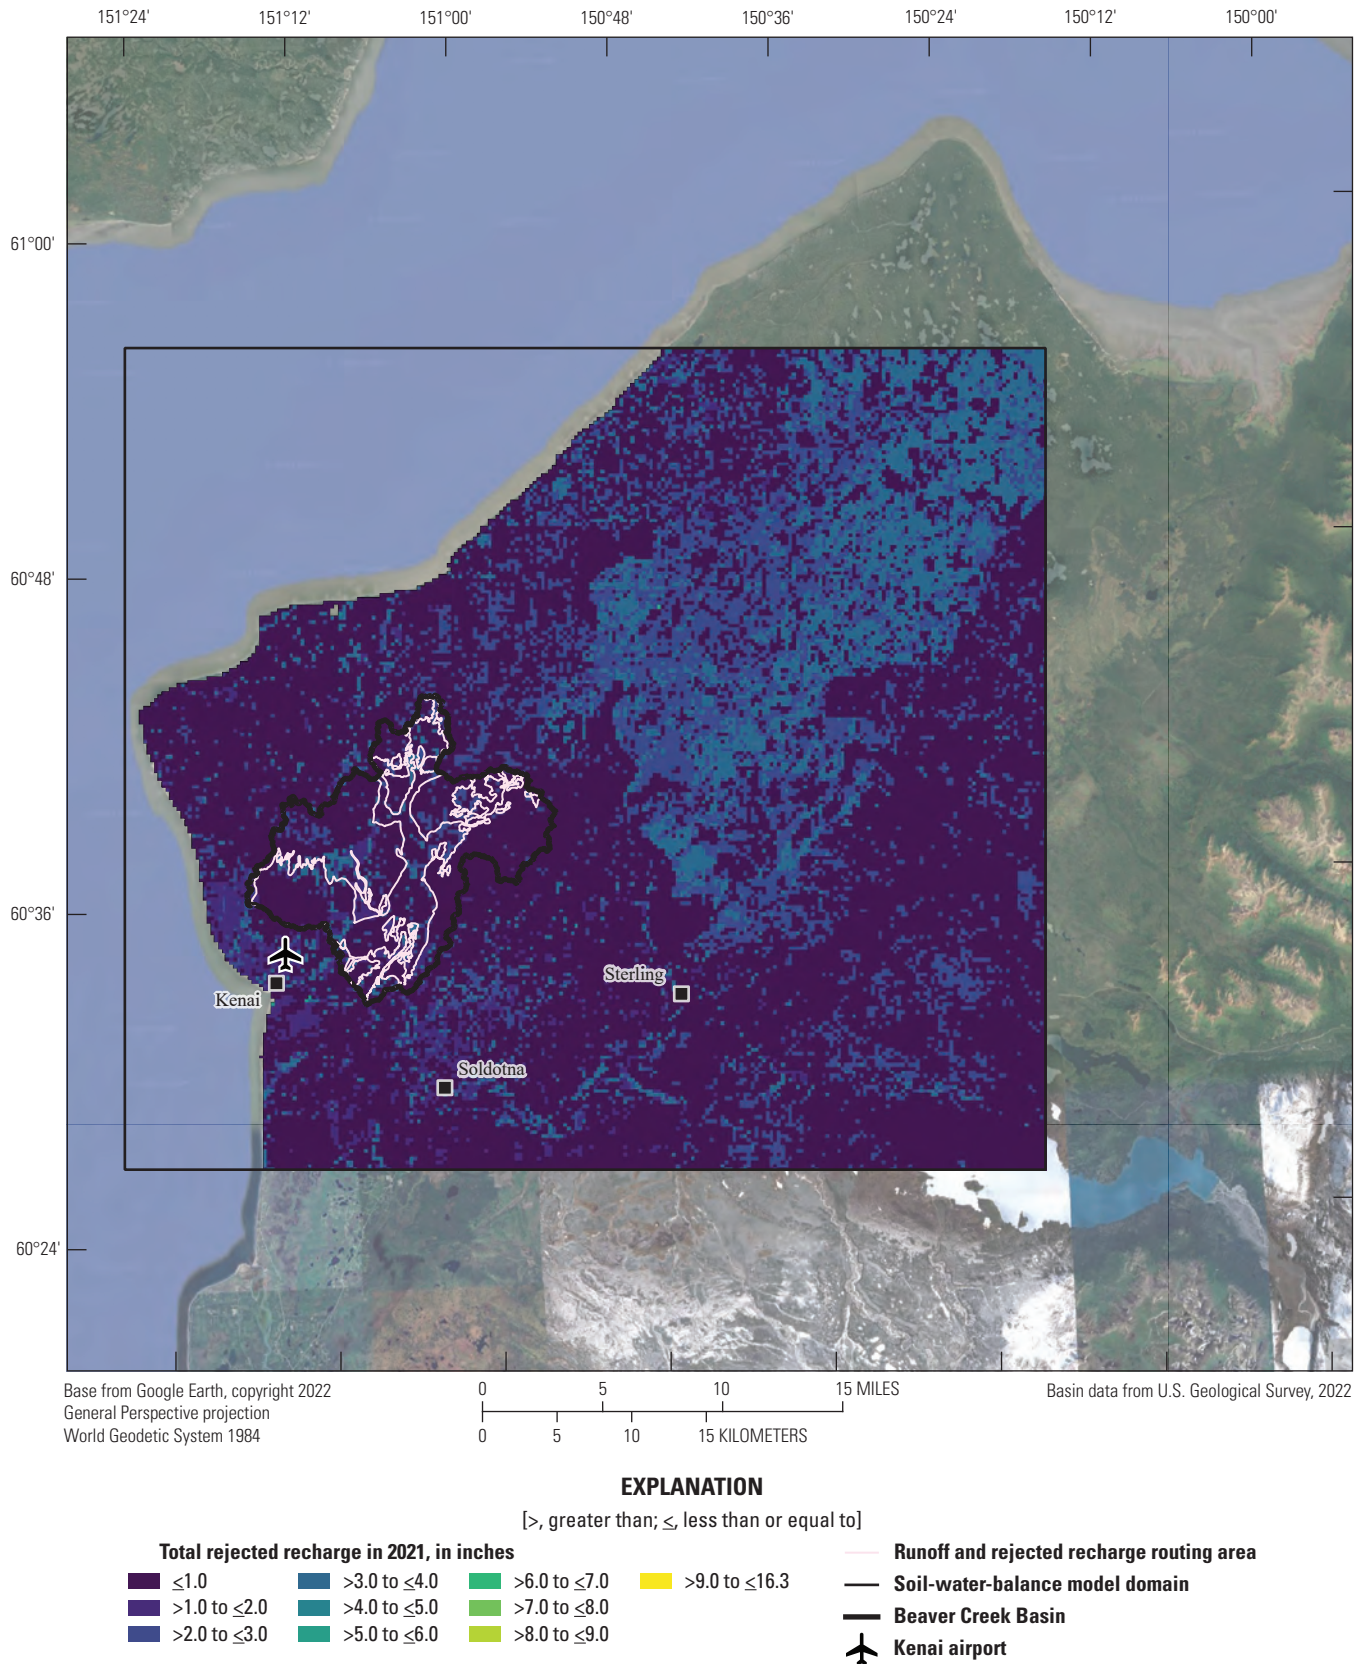 151°24' 151°12' 151°00' 150°48' 150°36' 150°24' 150°12' 150°00'
61°00'
60°48'
60°36'
60°24'
Sterling
Kenai
Soldotna
Base from Google Earth, copyright 2022
General Perspective projection
World Geodetic System 1984
0 5 10 15 MILES
0 5 10 15 KILOMETERS
Basin data from U.S. Geological Survey, 2022
EXPLANATION
[>, greater than; ≤, less than or equal to]
Total rejected recharge in 2021, in inches
≤1.0
>1.0 to ≤2.0
>2.0 to ≤3.0
>3.0 to ≤4.0
>4.0 to ≤5.0
>5.0 to ≤6.0
>6.0 to ≤7.0
>7.0 to ≤8.0
>8.0 to ≤9.0
>9.0 to ≤16.3
Runoff and rejected recharge routing area
Soil-water-balance model domain
Beaver Creek Basin
Kenai airport